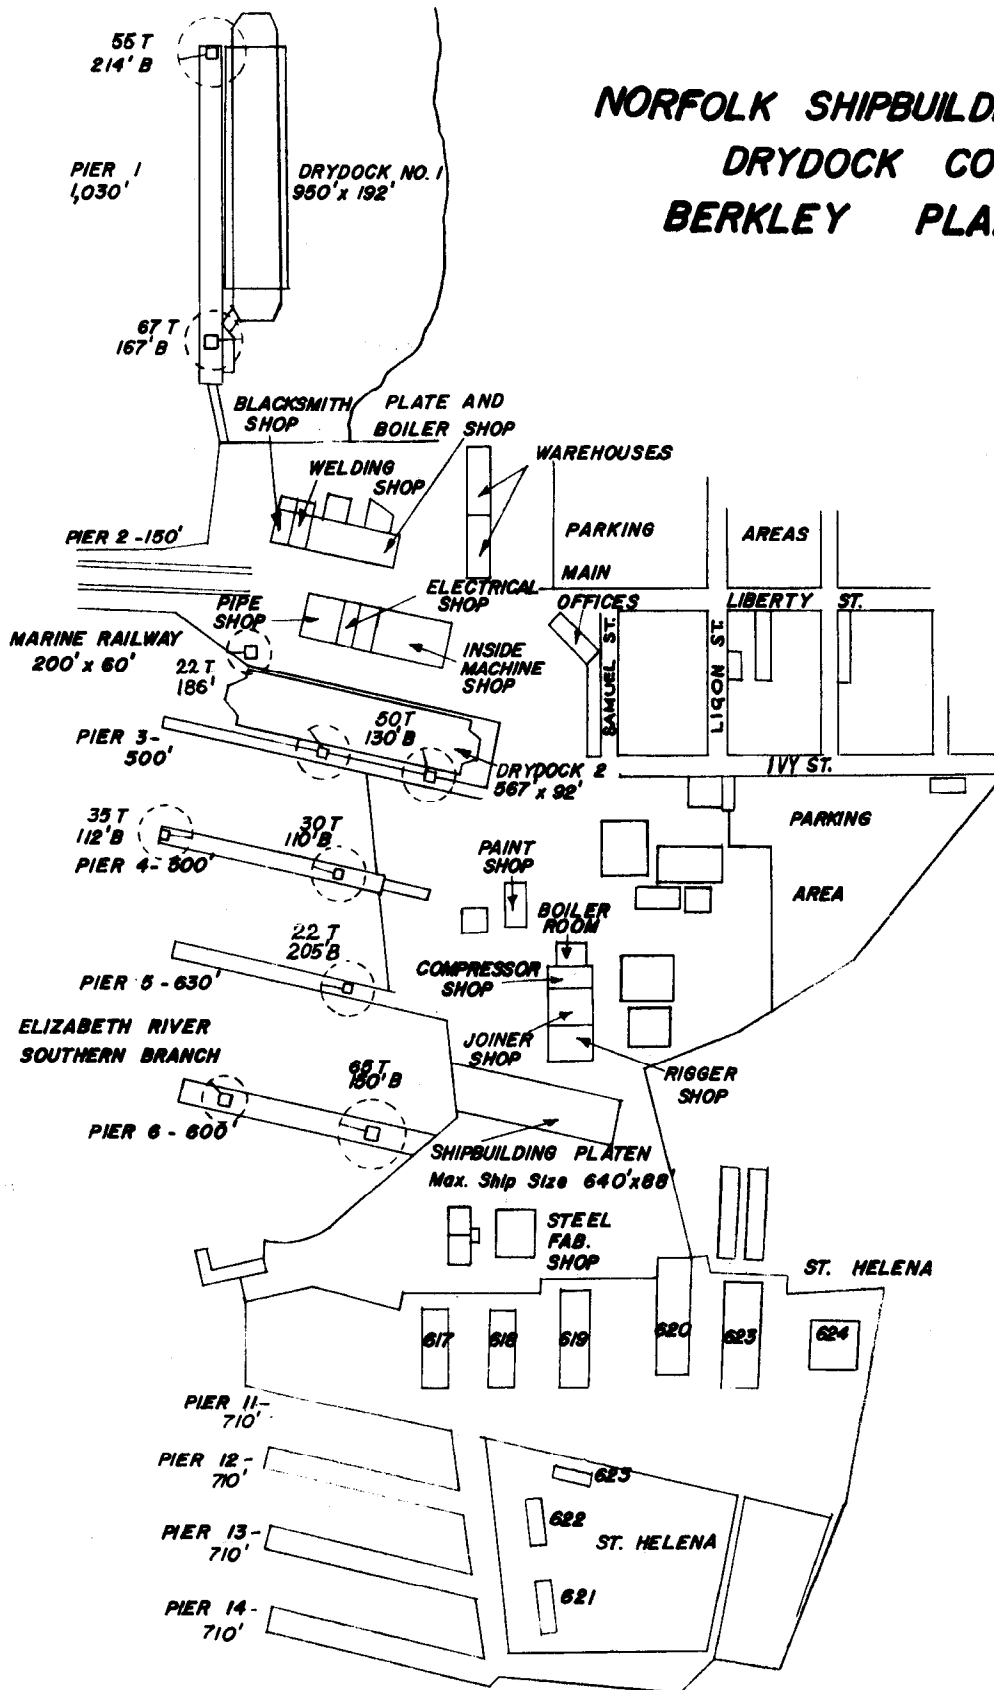 55 T
214' B
NORFOLK SHIPBUILD
DRYDOCK CO
BERKLEY PLA
PIER 1
1,030'
DRYDOCK NO. 1
950' x 192'
67 T
167' B
BLACKSMITH
SHOP
PLATE AND
BOILER SHOP
WELDING
SHOP
WAREHOUSES
PIER 2 - 150'
PARKING
AREAS
MAIN
OFFICES
ELECTRICAL
SHOP
PIPE
SHOP
LIBERTY ST.
MARINE RAILWAY
200' x 60'
INSIDE
MACHINE
SHOP
SAMUEL ST.
LIGON ST.
22 T
186'
50 T
130' B
PIER 3 -
500'
DRYDOCK 2
567' x 92'
IVY ST.
35 T
112' B
30 T
110' B
PIER 4 - 500'
PAINT
SHOP
PARKING
AREA
BOILER
ROOM
22 T
205' B
PIER 5 - 630'
COMPRESSOR
SHOP
ELIZABETH RIVER
SOUTHERN BRANCH
JOINER
SHOP
RIGGER
SHOP
65 T
150' B
PIER 6 - 600'
SHIPBUILDING PLATEN
Max. Ship Size 640' x 88'
STEEL
FAB.
SHOP
ST. HELENA
617
618
619
620
623
624
PIER 11 -
710'
PIER 12 -
710'
623
622
ST. HELENA
PIER 13 -
710'
621
PIER 14 -
710'